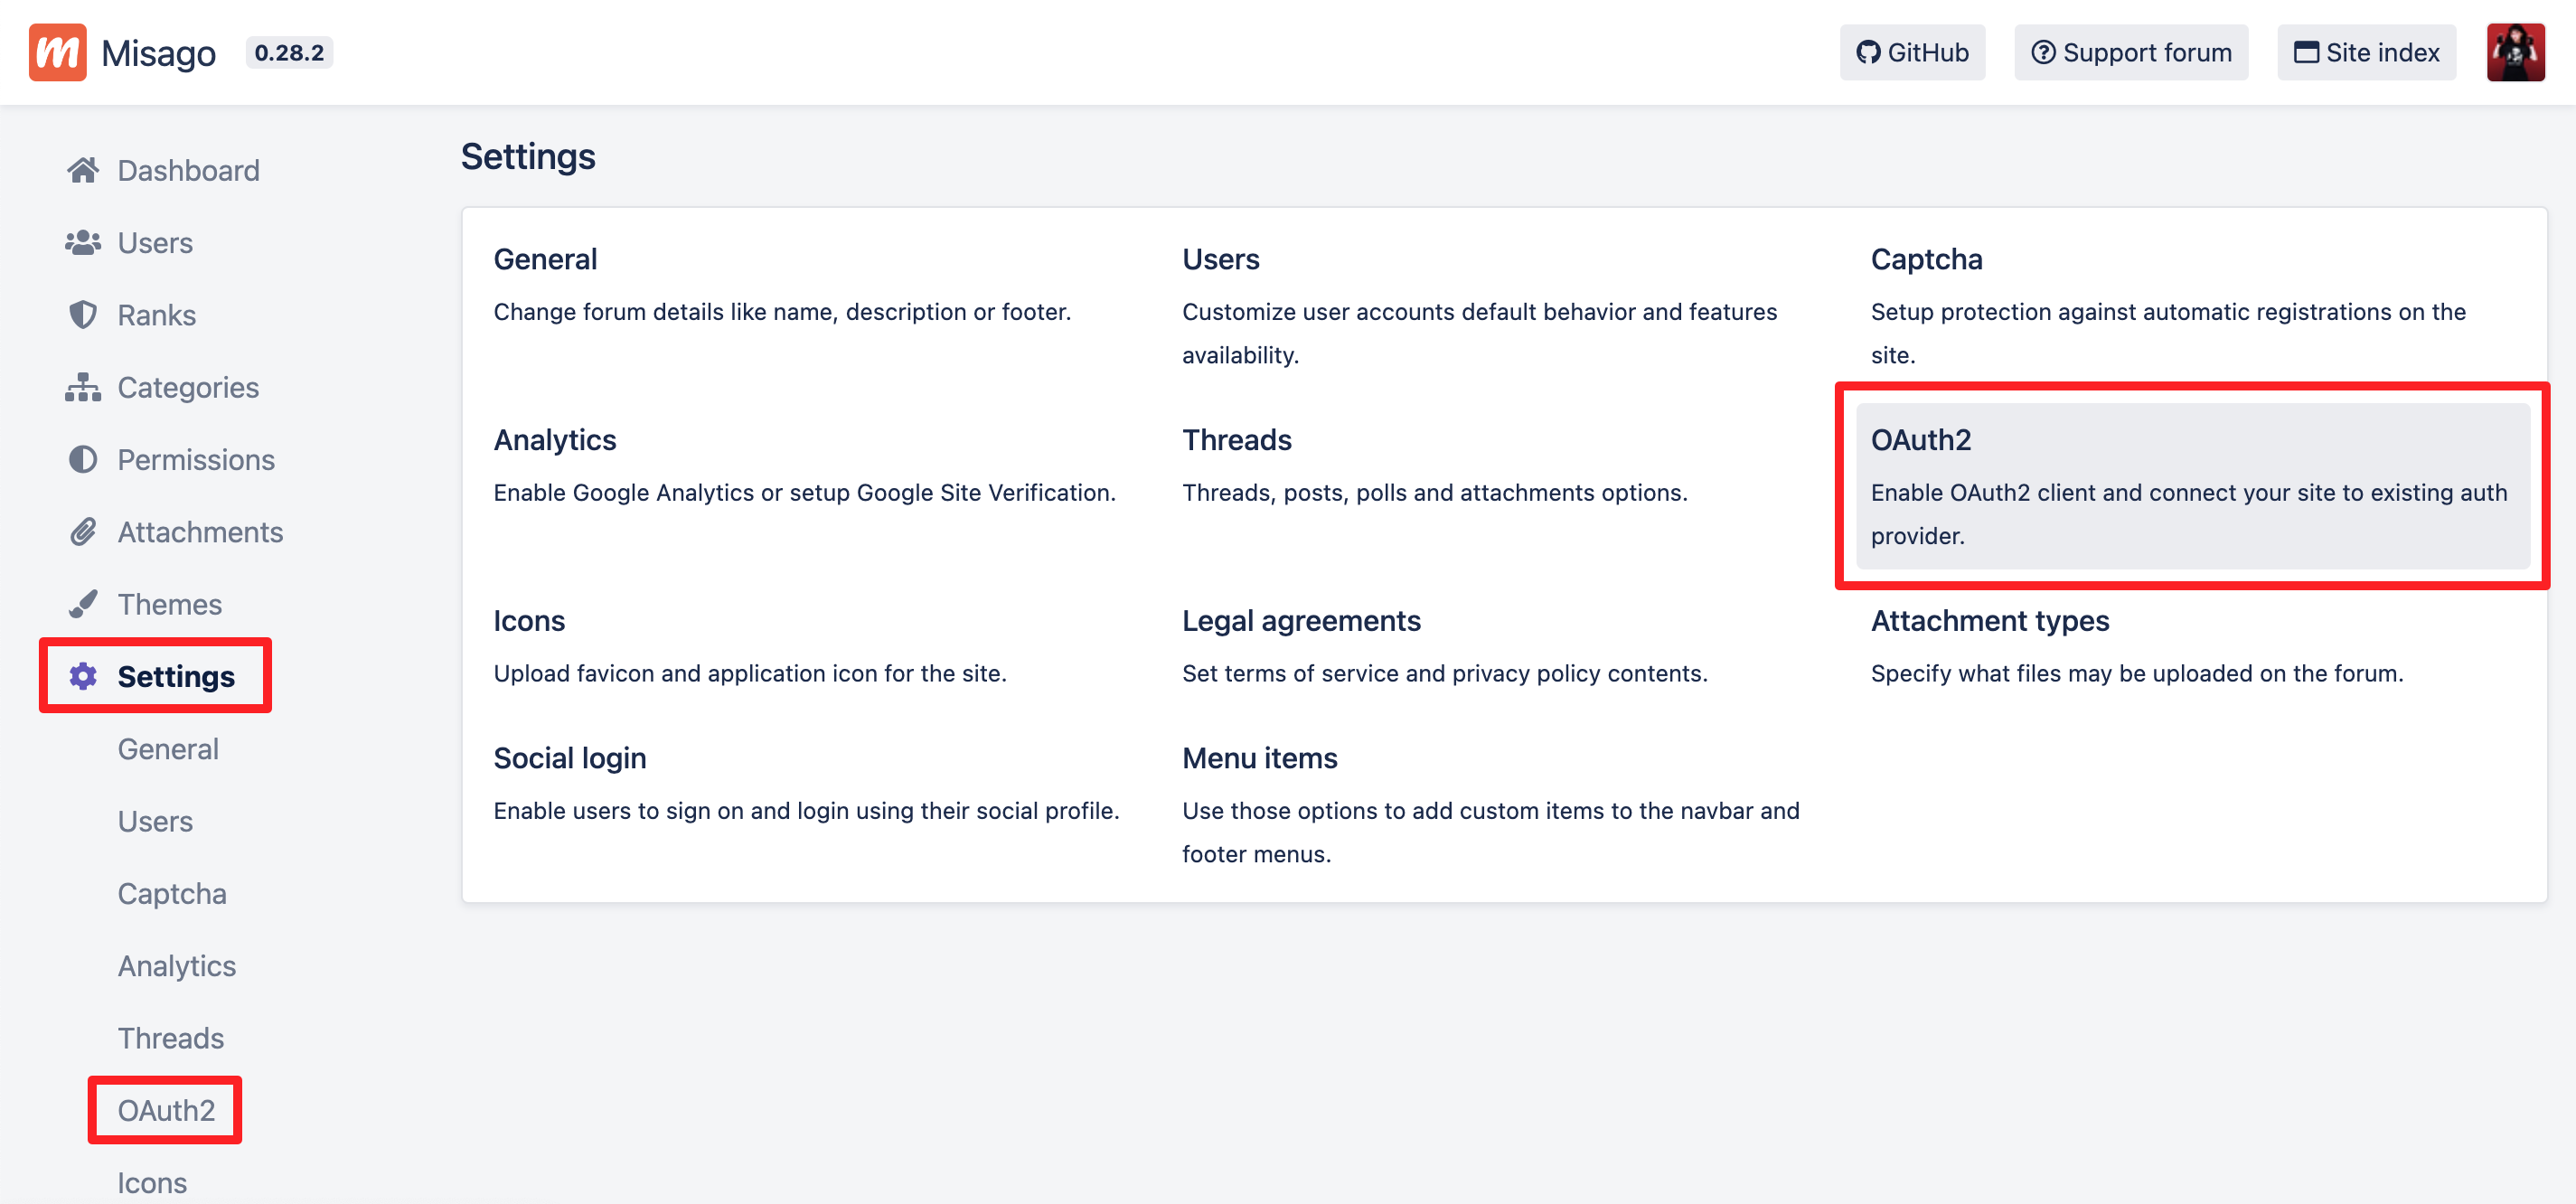 m Misago 0.28.2
GitHub
Support forum
Site index
Dashboard
Users
Ranks
Categories
Permissions
Attachments
Themes
Settings
General
Users
Captcha
Analytics
Threads
OAuth2
Icons
Settings
General
Change forum details like name, description or footer.
Users
Customize user accounts default behavior and features
availability.
Captcha
Setup protection against automatic registrations on the
site.
Analytics
Enable Google Analytics or setup Google Site Verification.
Threads
Threads, posts, polls and attachments options.
OAuth2
Enable OAuth2 client and connect your site to existing auth
provider.
Icons
Upload favicon and application icon for the site.
Legal agreements
Set terms of service and privacy policy contents.
Attachment types
Specify what files may be uploaded on the forum.
Social login
Enable users to sign on and login using their social profile.
Menu items
Use those options to add custom items to the navbar and
footer menus.